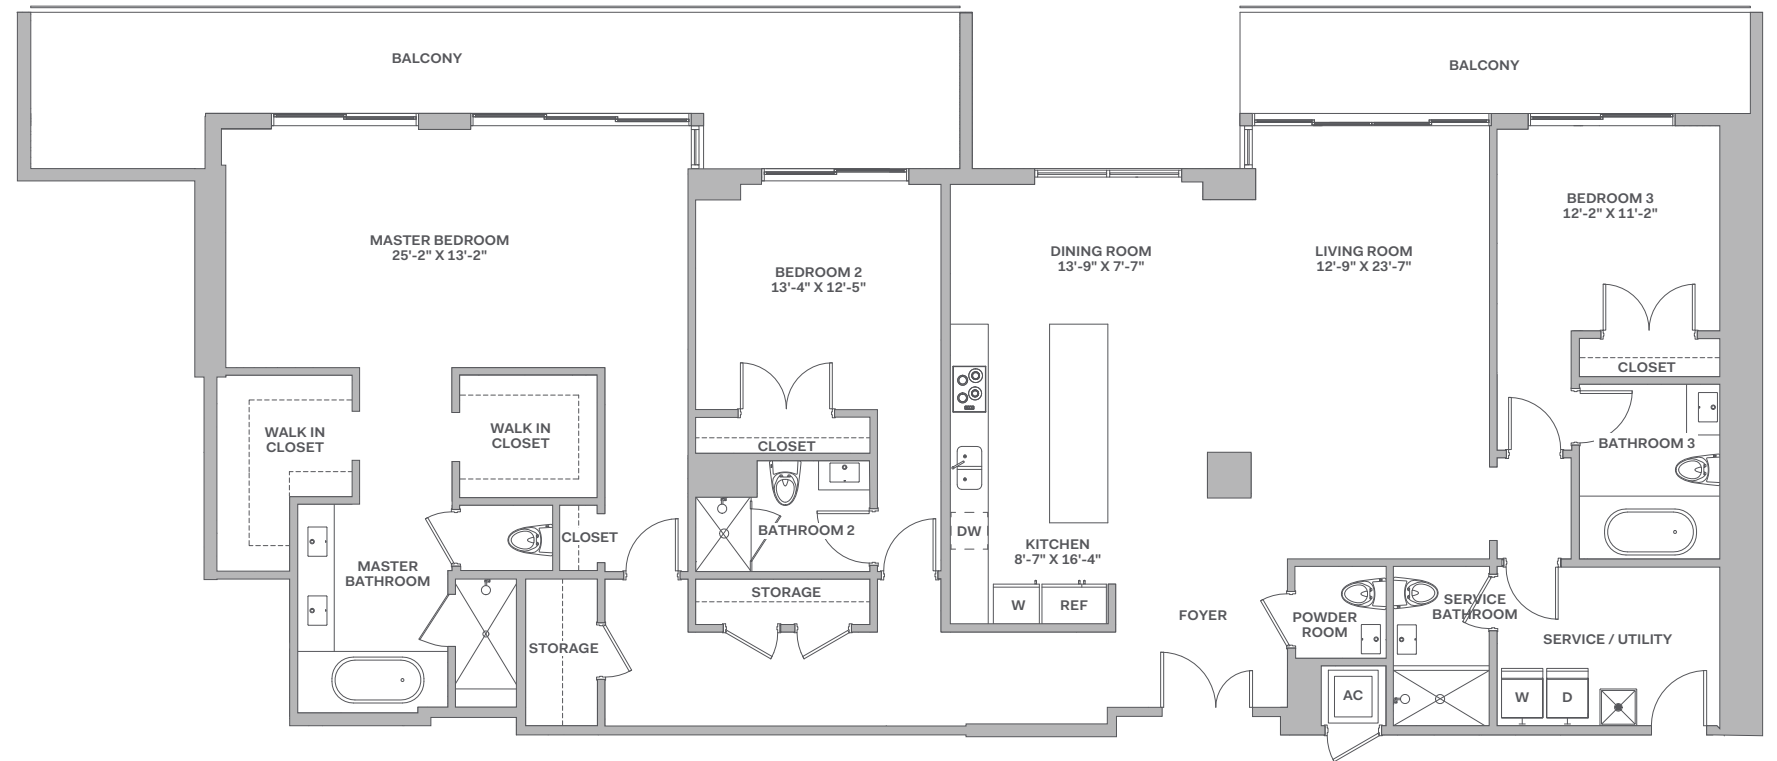 BALCONY
BALCONY
MASTER BEDROOM
25'-2" X 13'-2"
BEDROOM 2
13'-4" X 12'-5"
DINING ROOM
13'-9" X 7'-7"
LIVING ROOM
12'-9" X 23'-7"
BEDROOM 3
12'-2" X 11'-2"
CLOSET
WALK IN
CLOSET
WALK IN
CLOSET
CLOSET
BATHROOM 3
BATHROOM 2
DW
CLOSET
KITCHEN
8'-7" X 16'-4"
MASTER
BATHROOM
STORAGE
W
REF
FOYER
POWDER
ROOM
SERVICE
BATHROOM
SERVICE / UTILITY
STORAGE
AC
W
D